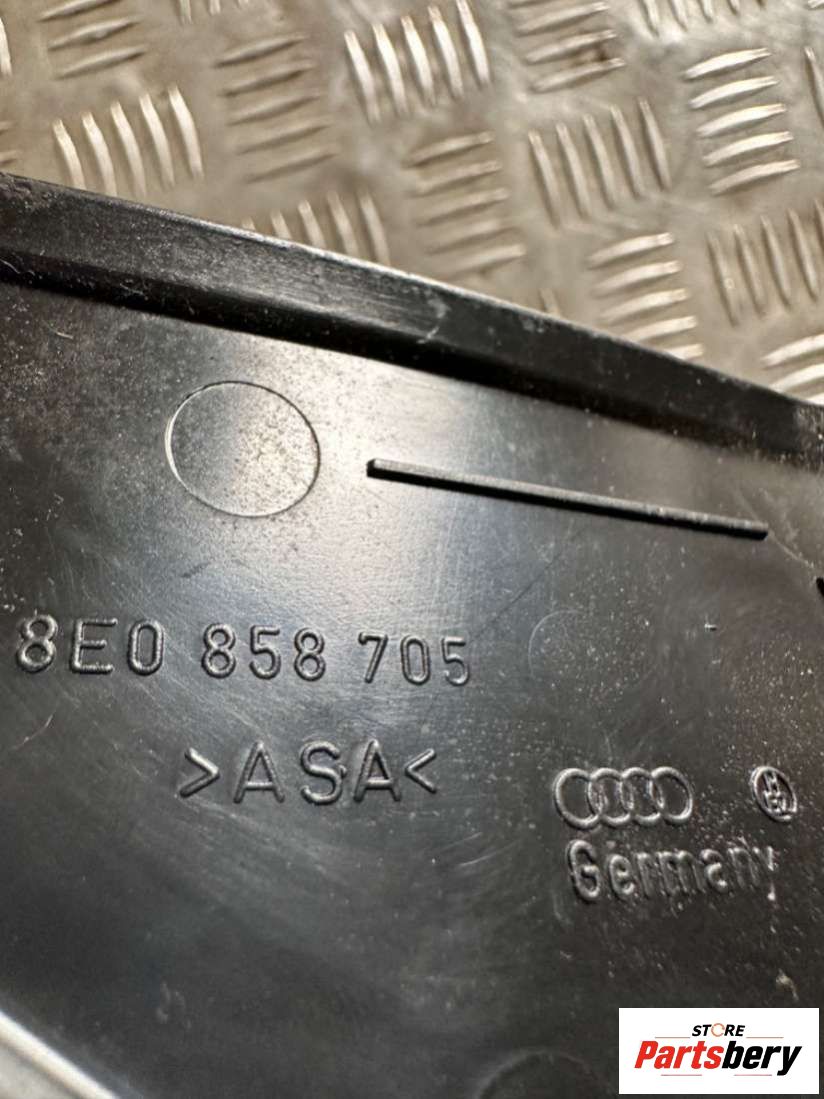 8E0 858 705
>ASA<
Germany
STORE
Partsbery